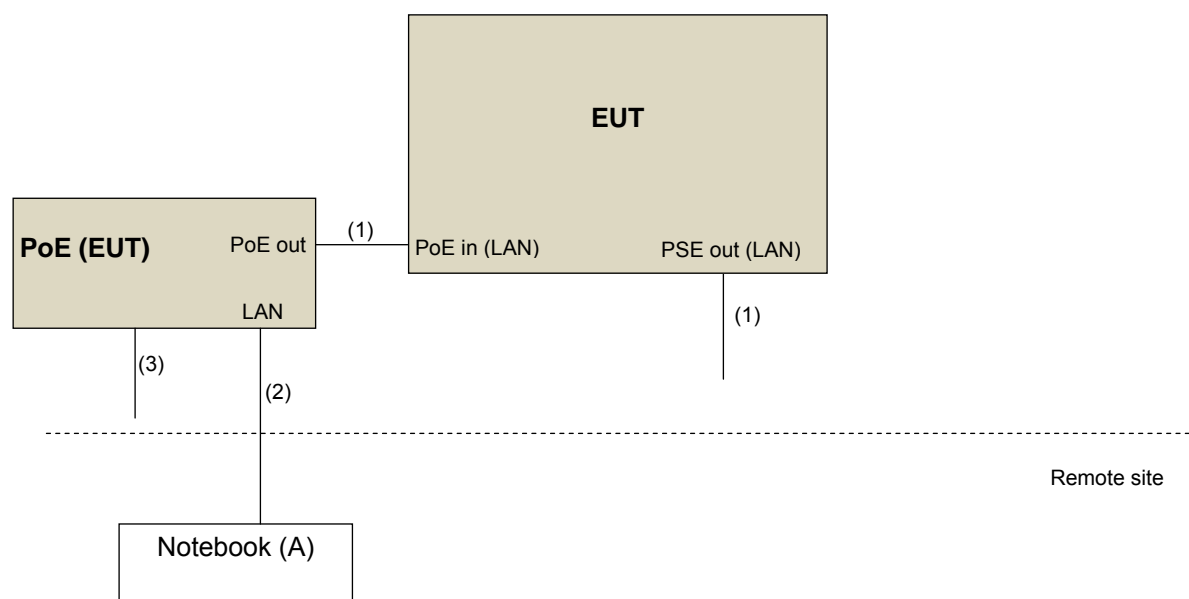 EUT
PoE (EUT)
PoE out
(1)
PoE in (LAN)
PSE out (LAN)
LAN
(1)
(3)
(2)
Remote site
Notebook (A)